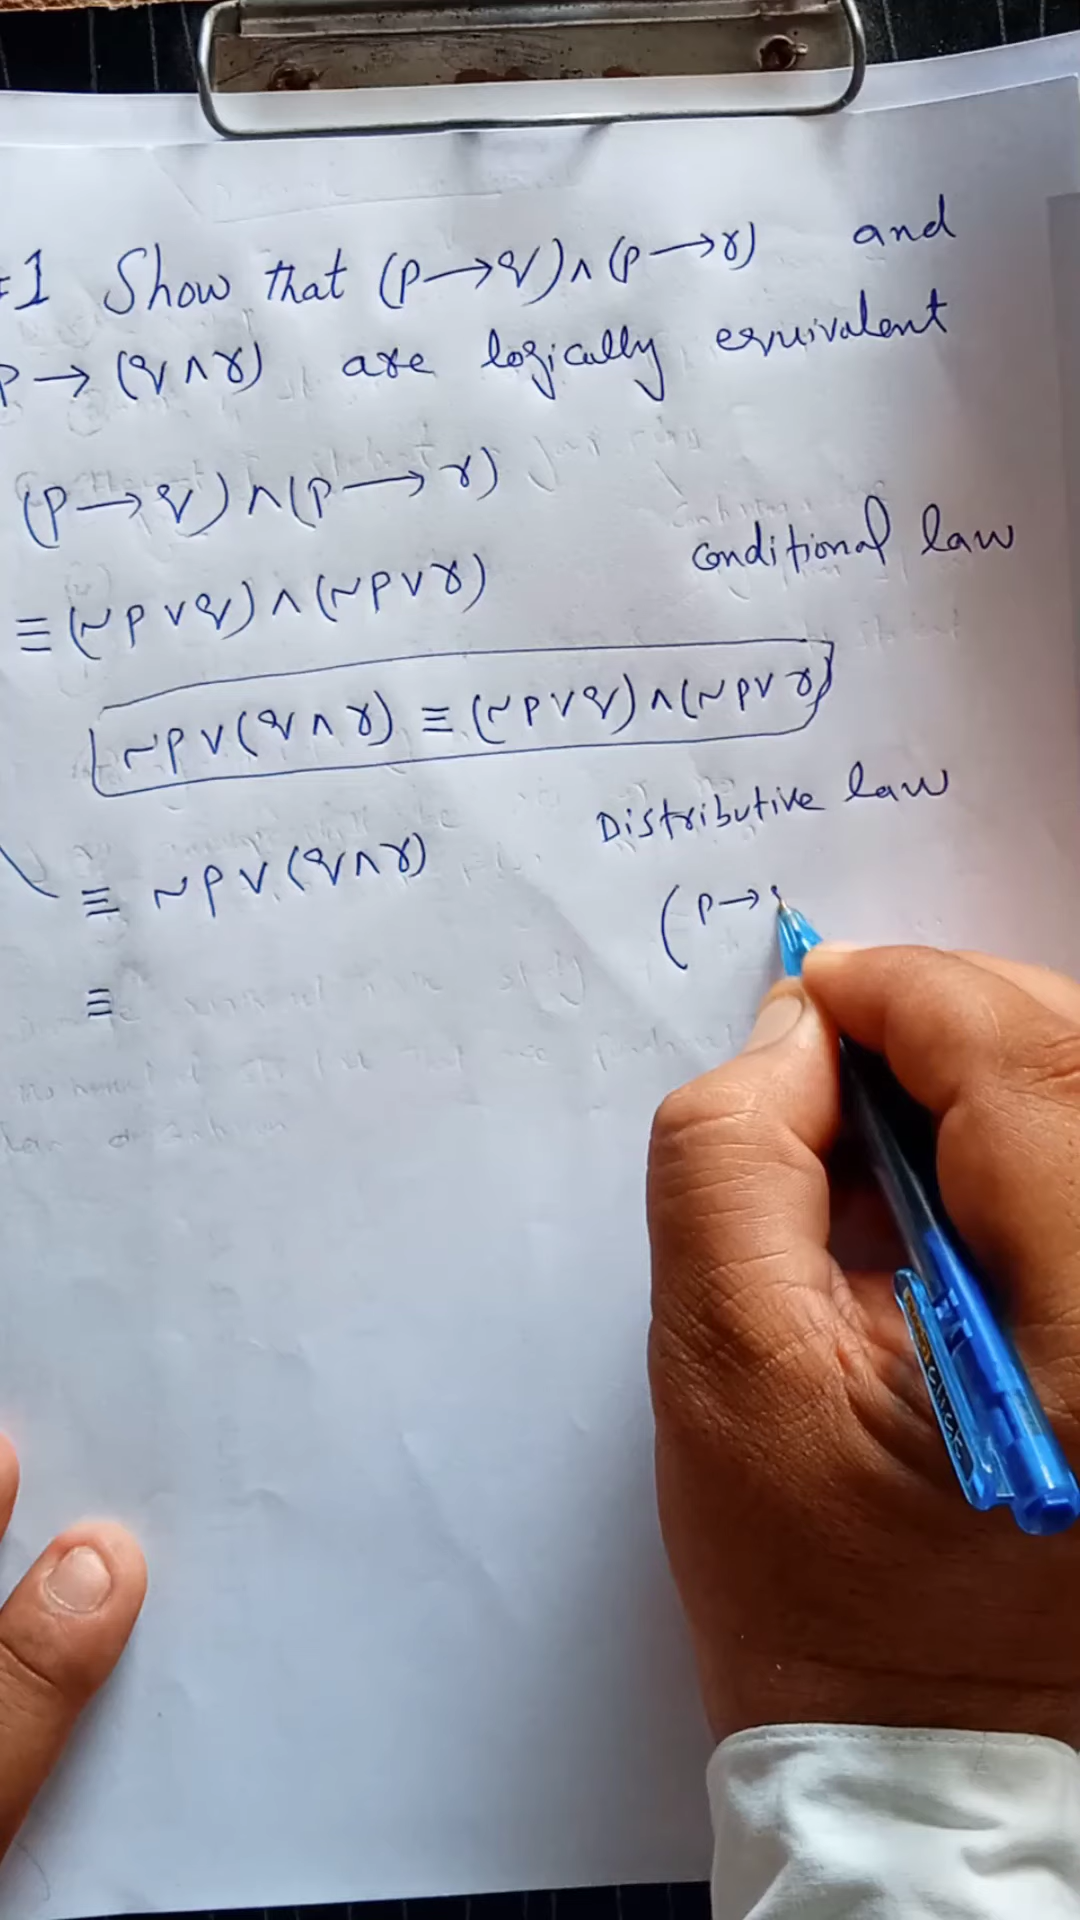 #1 Show that (p→q)∧(p→r) and
p→(q∧r) are logically equivalent
(p→q)∧(p→r)
≡(~p∨q)∧(~p∨r) conditional law
~p∨(q∧r)≡(~p∨q)∧(~p∨r)
Distributive law
≡ ~p∨(q∧r)
(p→
≡